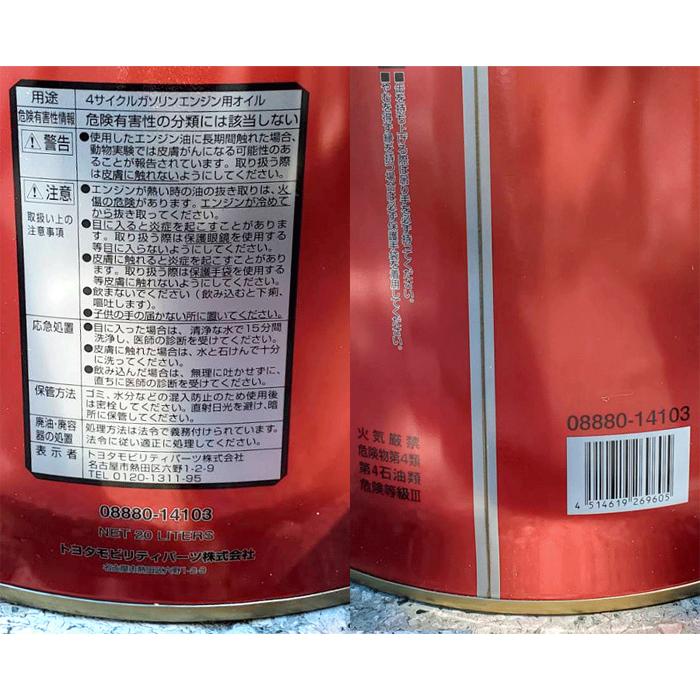 用途 4サイクルガソリンエンジン用オイル
危険有害性情報 危険有害性の分類には該当しない
警告 ●使用したエンジン油に長期間触れた場合、
動物実験では皮膚がんになる可能性のあ
ることが報告されています。取り扱う際
は皮膚に触れないようにしてください。
注意
取扱い上の
注意事項
●エンジンが熱い時の油の抜き取りは、火
傷の危険があります。エンジンが冷めて
から抜き取ってください。
●目に入ると炎症を起こすことがありま
す。取り扱う際は保護眼鏡を使用する
等目に入らないようにしてください。
●皮膚に触れると炎症を起こすことがあり
ます。取り扱う際は保護手袋を使用する
等皮膚に触れないようにしてください。
●飲まないでください（飲み込むと下痢、
嘔吐します）。
●子供の手の届かない所に置いてください。
応急処置 ●目に入った場合は、清浄な水で15分間
洗浄し、医師の診断を受けてください。
●皮膚に触れた場合は、水と石けんで十分
に洗ってください。
●飲み込んだ場合は、無理に吐かせずに、
直ちに医師の診断を受けてください。
保管方法 ゴミ、水分などの混入防止のため使用後
は密栓してください。直射日光を避け、暗
所に保管してください。
廃油・廃容
器の処置
処理方法は法令で義務付けられています。
法令に従い適正に処理してください。
表示者 トヨタモビリティパーツ株式会社
名古屋市熱田区六野1-2-9
TEL 0120-1311-95
08880-14103
NET 20 LITERS
トヨタモビリティパーツ株式会社
名古屋市熱田区六野1-2-9
火気厳禁
危険物第4類
第4石油類
危険等級III
08880-14103
4 514619 269605